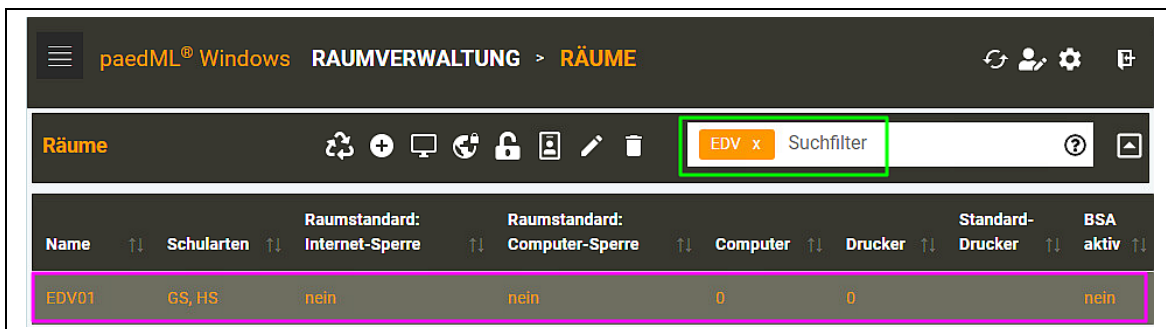 paedML® Windows RAUMVERWALTUNG > RÄUME
Räume EDV x Suchfilter
Name Schularten Raumstandard: Internet-Sperre Raumstandard: Computer-Sperre Computer Drucker Standard-Drucker BSA aktiv
EDV01 GS, HS nein nein 0 0 nein